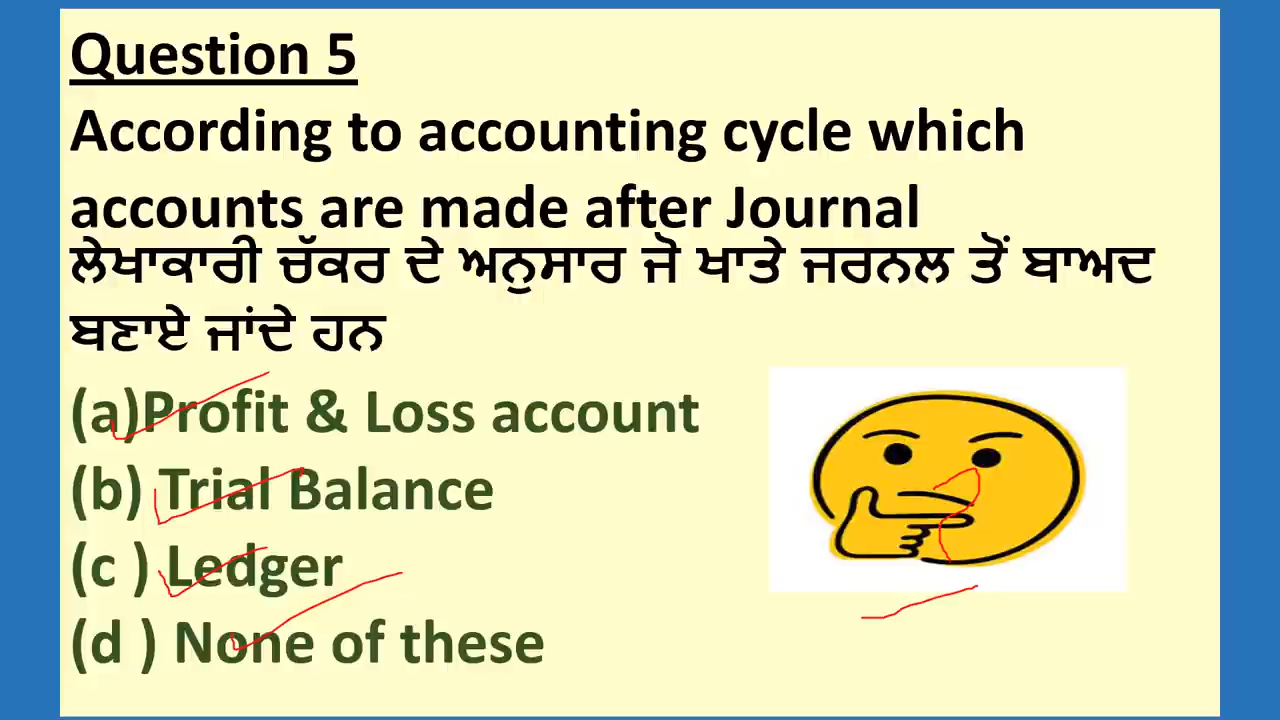 Question 5
According to accounting cycle which
accounts are made after Journal
ਲੇਖਾਕਾਰੀ ਚੱਕਰ ਦੇ ਅਨੁਸਾਰ ਜੋ ਖਾਤੇ ਜਰਨਲ ਤੋਂ ਬਾਅਦ
ਬਣਾਏ ਜਾਂਦੇ ਹਨ
(a)Profit & Loss account
(b) Trial Balance
(c ) Ledger
(d ) None of these